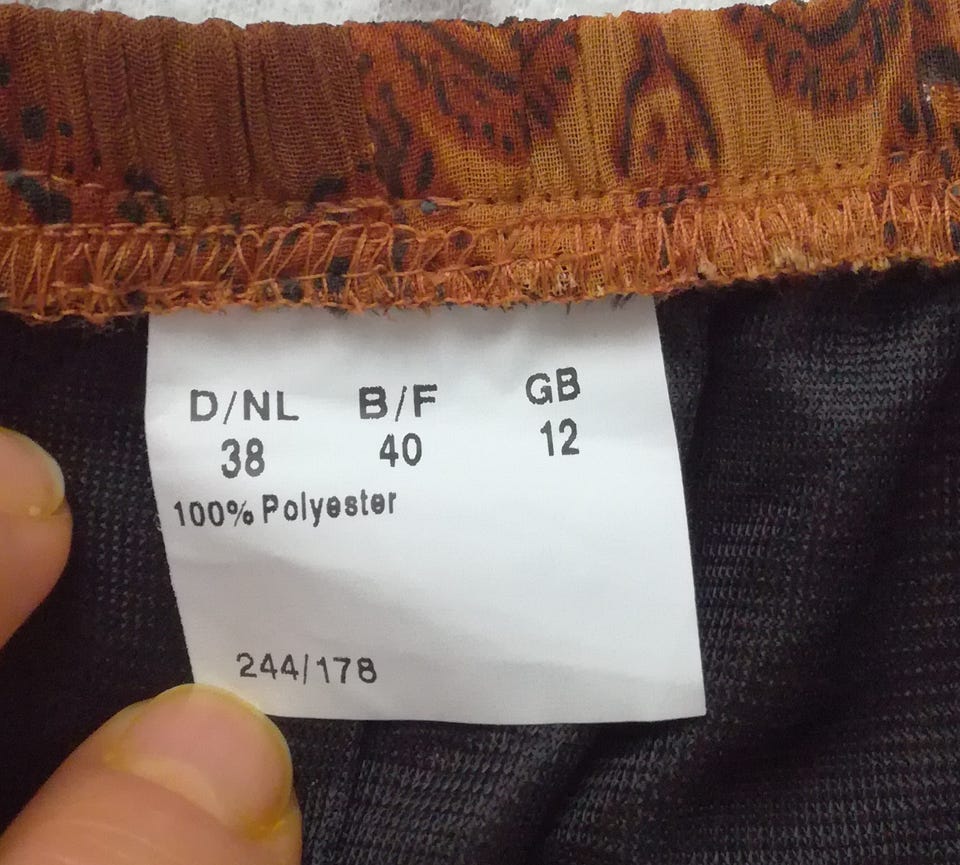 D/NL B/F GB
38 40 12
100% Polyester
244/178